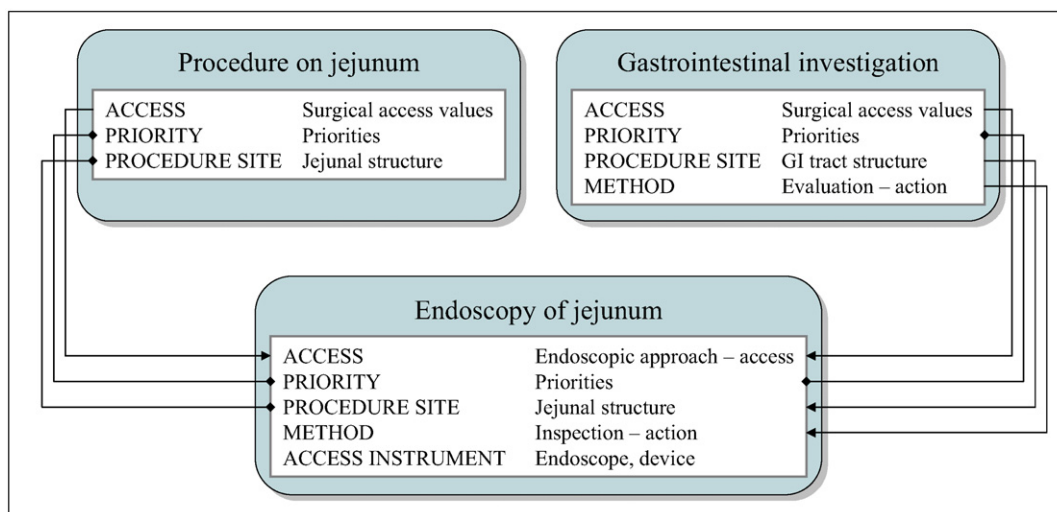 Procedure on jejunum
ACCESS Surgical access values
PRIORITY Priorities
PROCEDURE SITE Jejunal structure
Gastrointestinal investigation
ACCESS Surgical access values
PRIORITY Priorities
PROCEDURE SITE GI tract structure
METHOD Evaluation – action
Endoscopy of jejunum
ACCESS Endoscopic approach – access
PRIORITY Priorities
PROCEDURE SITE Jejunal structure
METHOD Inspection – action
ACCESS INSTRUMENT Endoscope, device